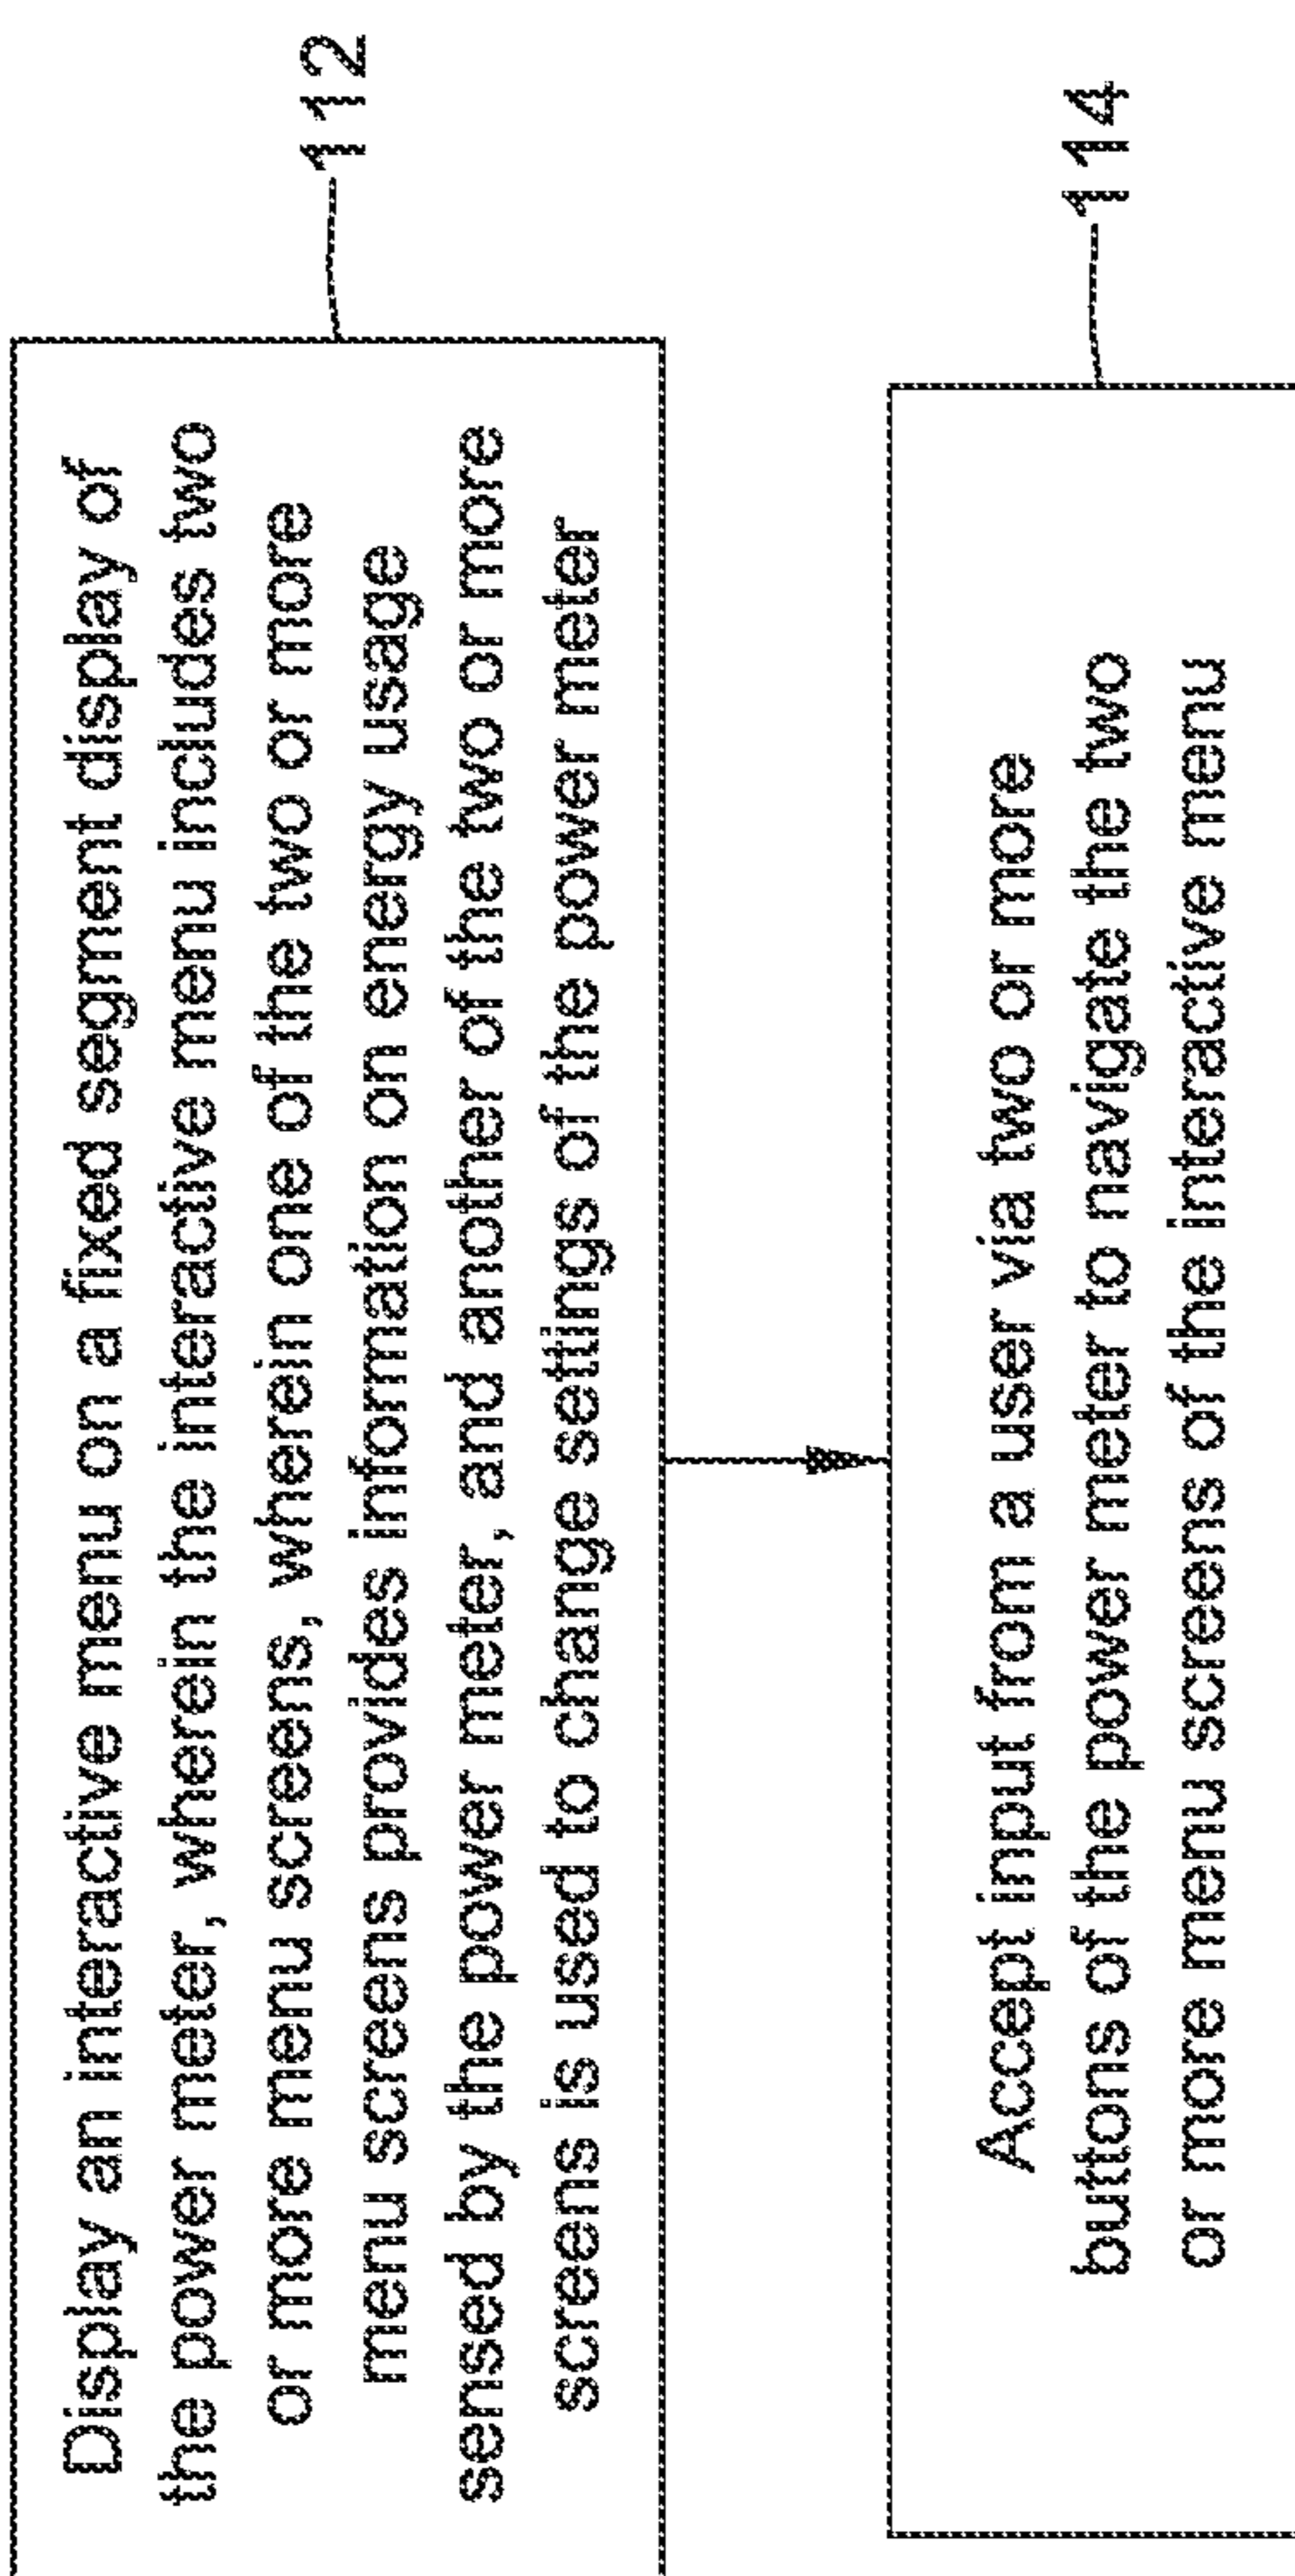 Display an interactive menu on a fixed segment display of
the power meter, wherein the interactive menu includes two
or more menu screens, wherein one of the two or more
menu screens provides information on energy usage
sensed by the power meter, and another of the two or more
screens is used to change settings of the power meter
112
Accept input from a user via two or more
buttons of the power meter to navigate the two
or more menu screens of the interactive menu
114